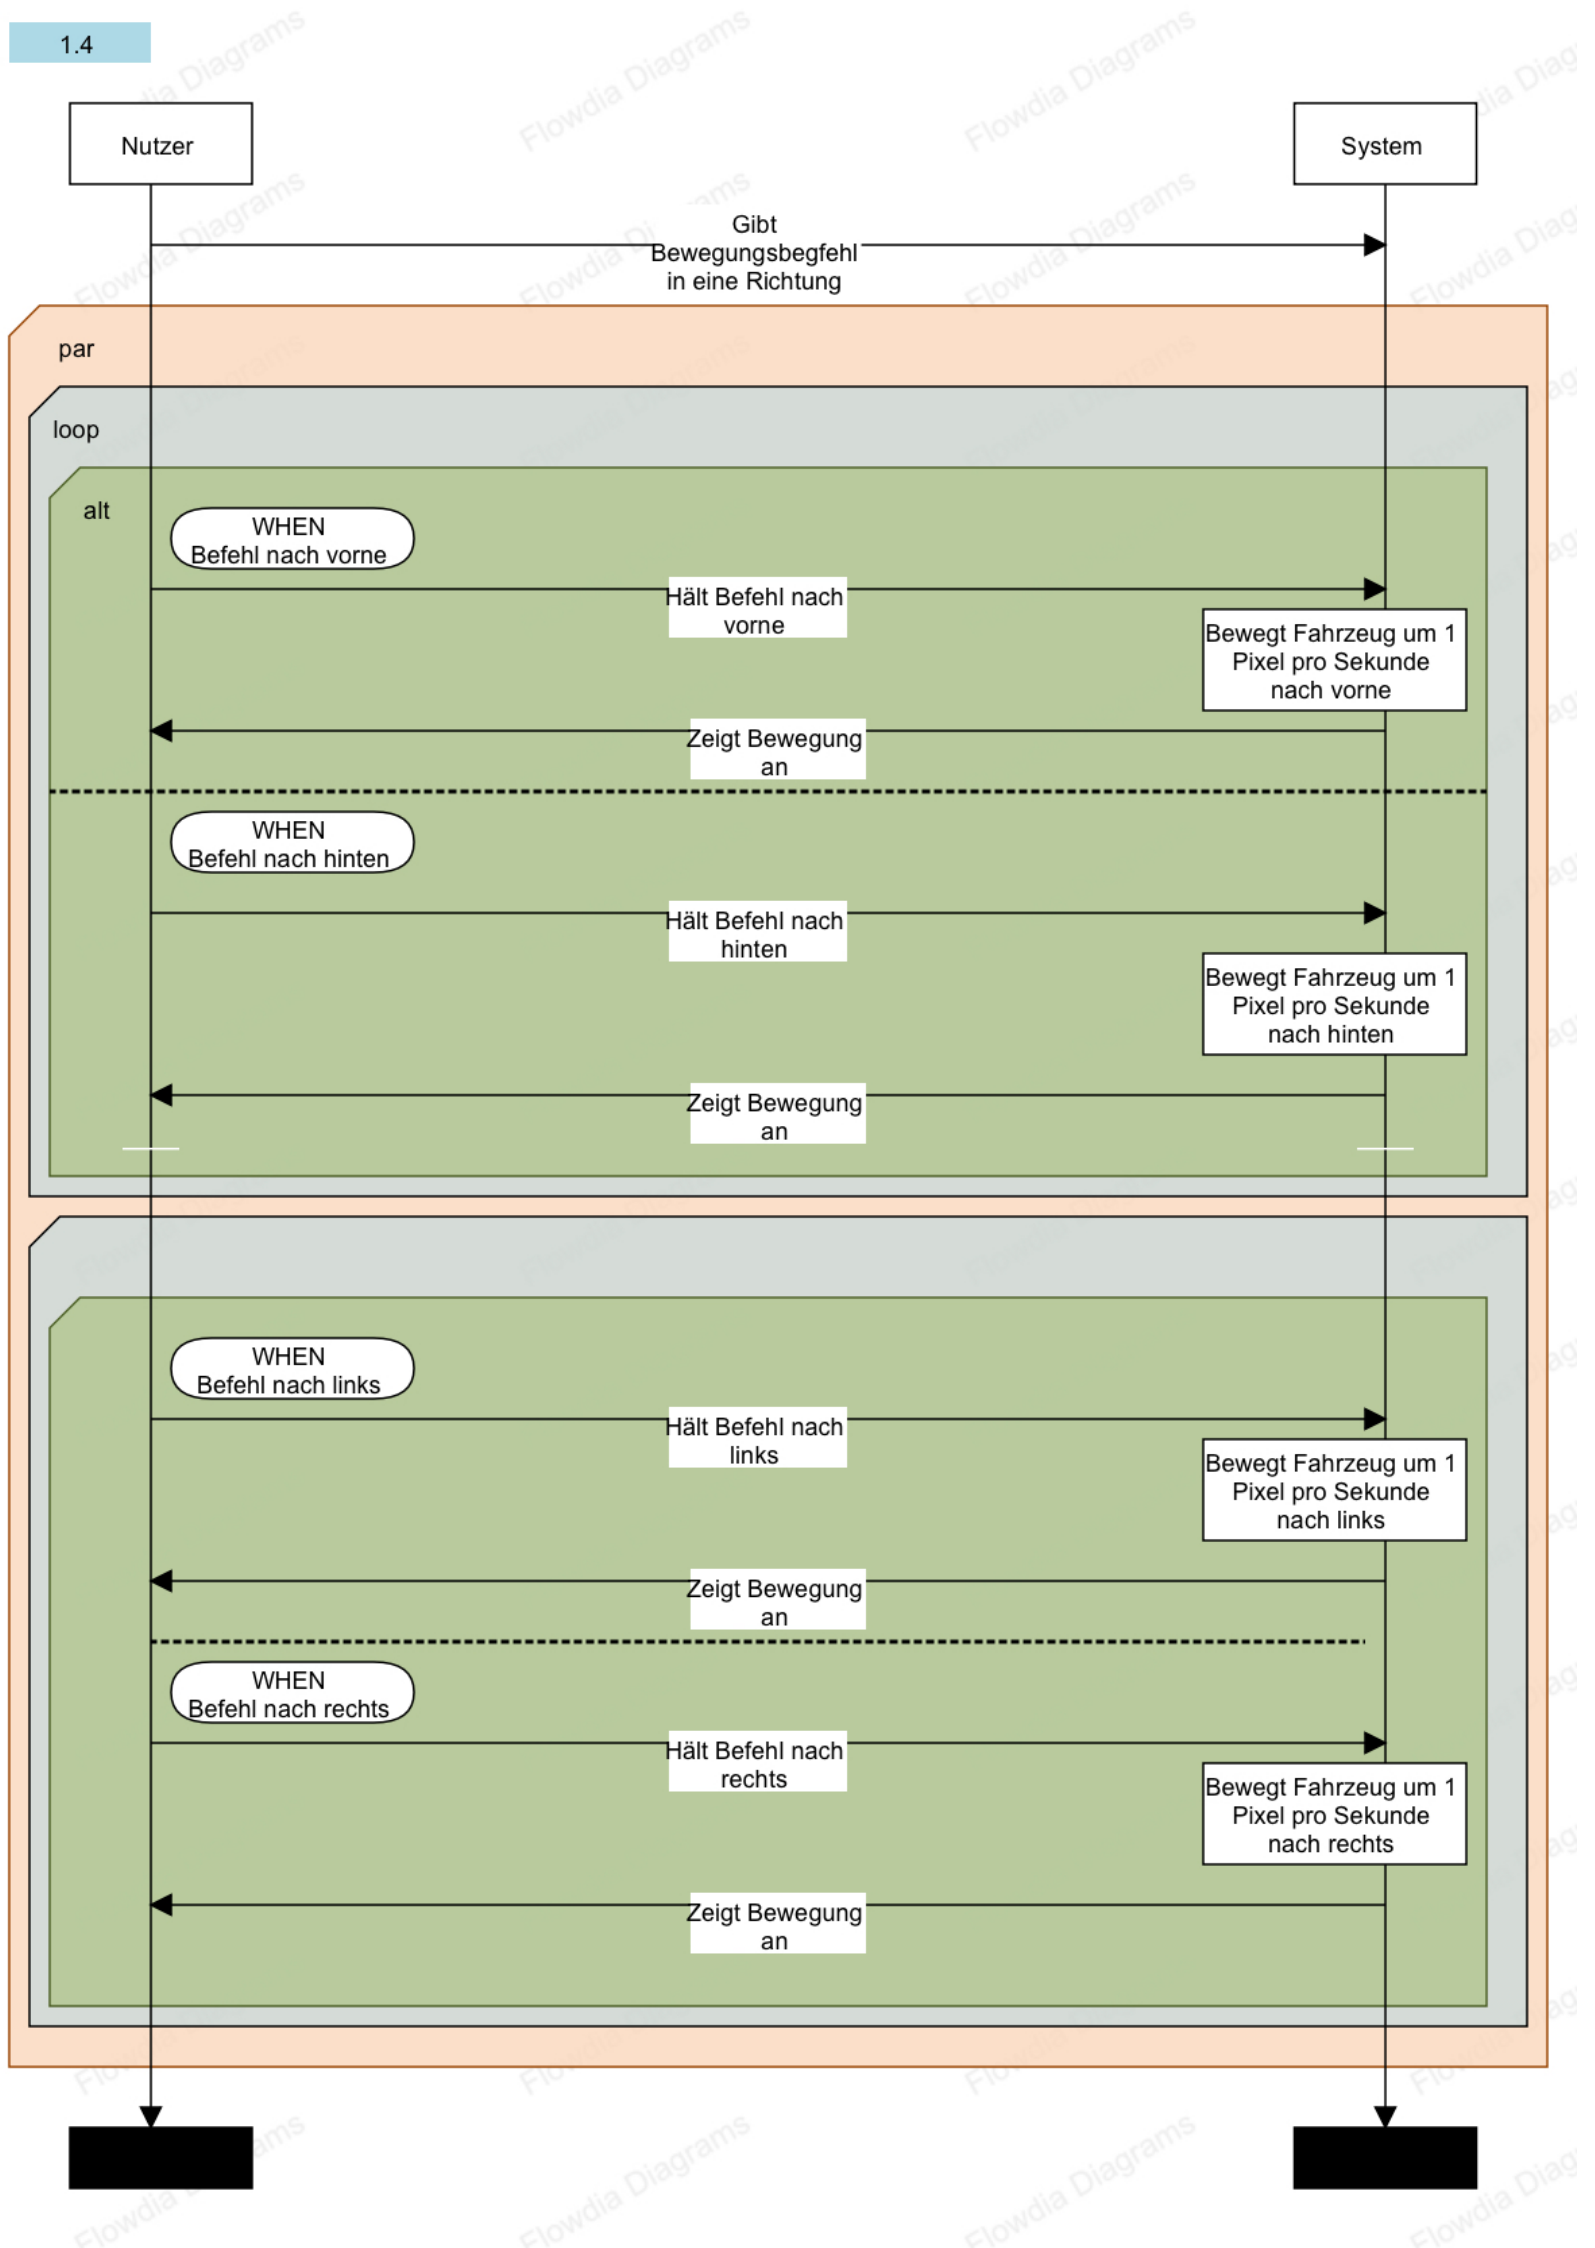 1.4
Nutzer
System
Gibt
Bewegungsbegfehl
in eine Richtung
par
loop
alt
WHEN
Befehl nach vorne
Hält Befehl nach
vorne
Bewegt Fahrzeug um 1
Pixel pro Sekunde
nach vorne
Zeigt Bewegung
an
WHEN
Befehl nach hinten
Hält Befehl nach
hinten
Bewegt Fahrzeug um 1
Pixel pro Sekunde
nach hinten
Zeigt Bewegung
an
WHEN
Befehl nach links
Hält Befehl nach
links
Bewegt Fahrzeug um 1
Pixel pro Sekunde
nach links
Zeigt Bewegung
an
WHEN
Befehl nach rechts
Hält Befehl nach
rechts
Bewegt Fahrzeug um 1
Pixel pro Sekunde
nach rechts
Zeigt Bewegung
an
Flowdia Diagrams